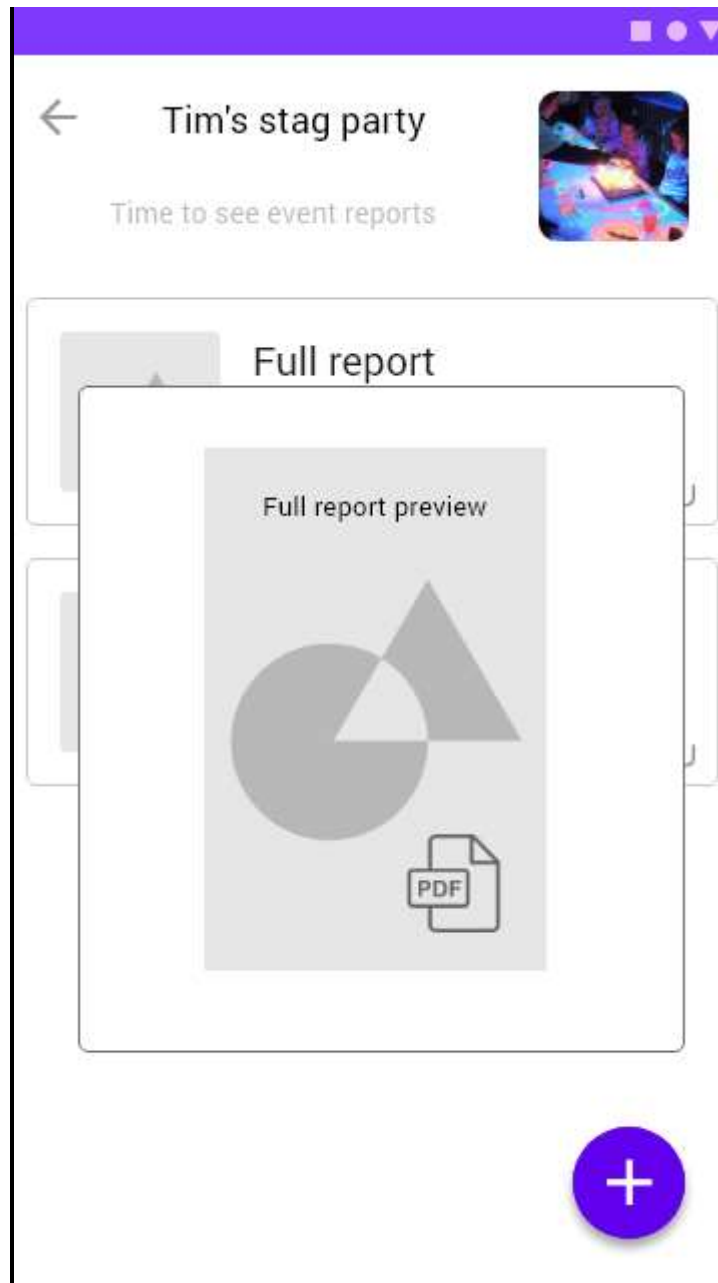 Tim's stag party
Time to see event reports
Full report
Full report preview
PDF